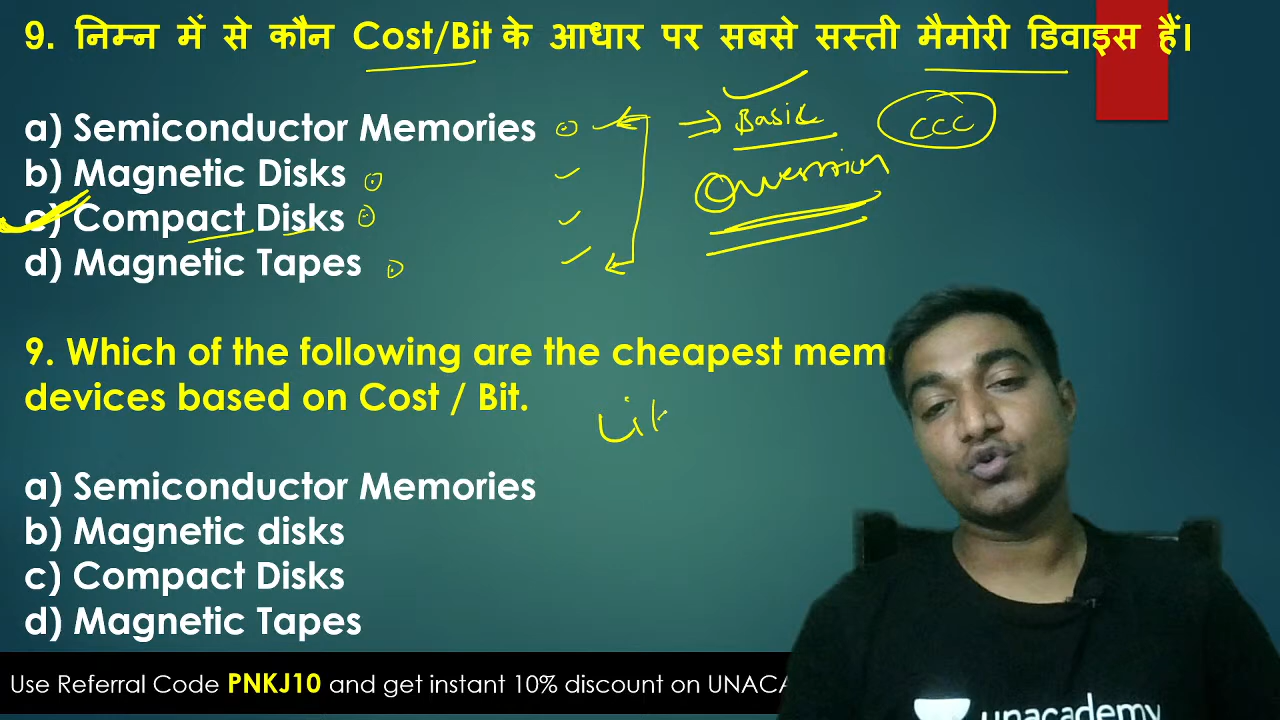 9. निम्न में से कौन Cost/Bit के आधार पर सबसे सस्ती मैमोरी डिवाइस हैं।
a) Semiconductor Memories
b) Magnetic Disks
c) Compact Disks
d) Magnetic Tapes
Basic
CCC
Question
9. Which of the following are the cheapest mem
devices based on Cost / Bit.
a) Semiconductor Memories
b) Magnetic disks
c) Compact Disks
d) Magnetic Tapes
Use Referral Code PNKJ10 and get instant 10% discount on UNACA
unacademy